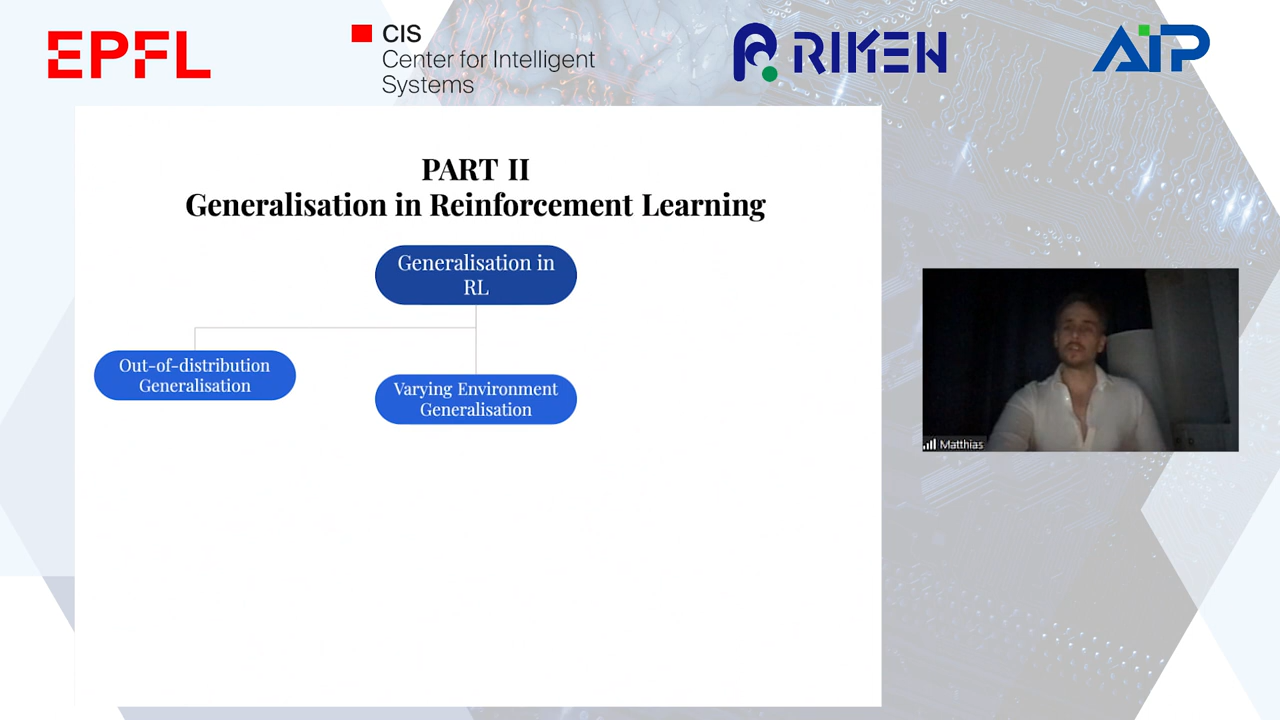 EPFL
CIS
Center for Intelligent
Systems
RIKEN
AIP
PART II
Generalisation in Reinforcement Learning
Generalisation in
RL
Out-of-distribution
Generalisation
Varying Environment
Generalisation
Matthias